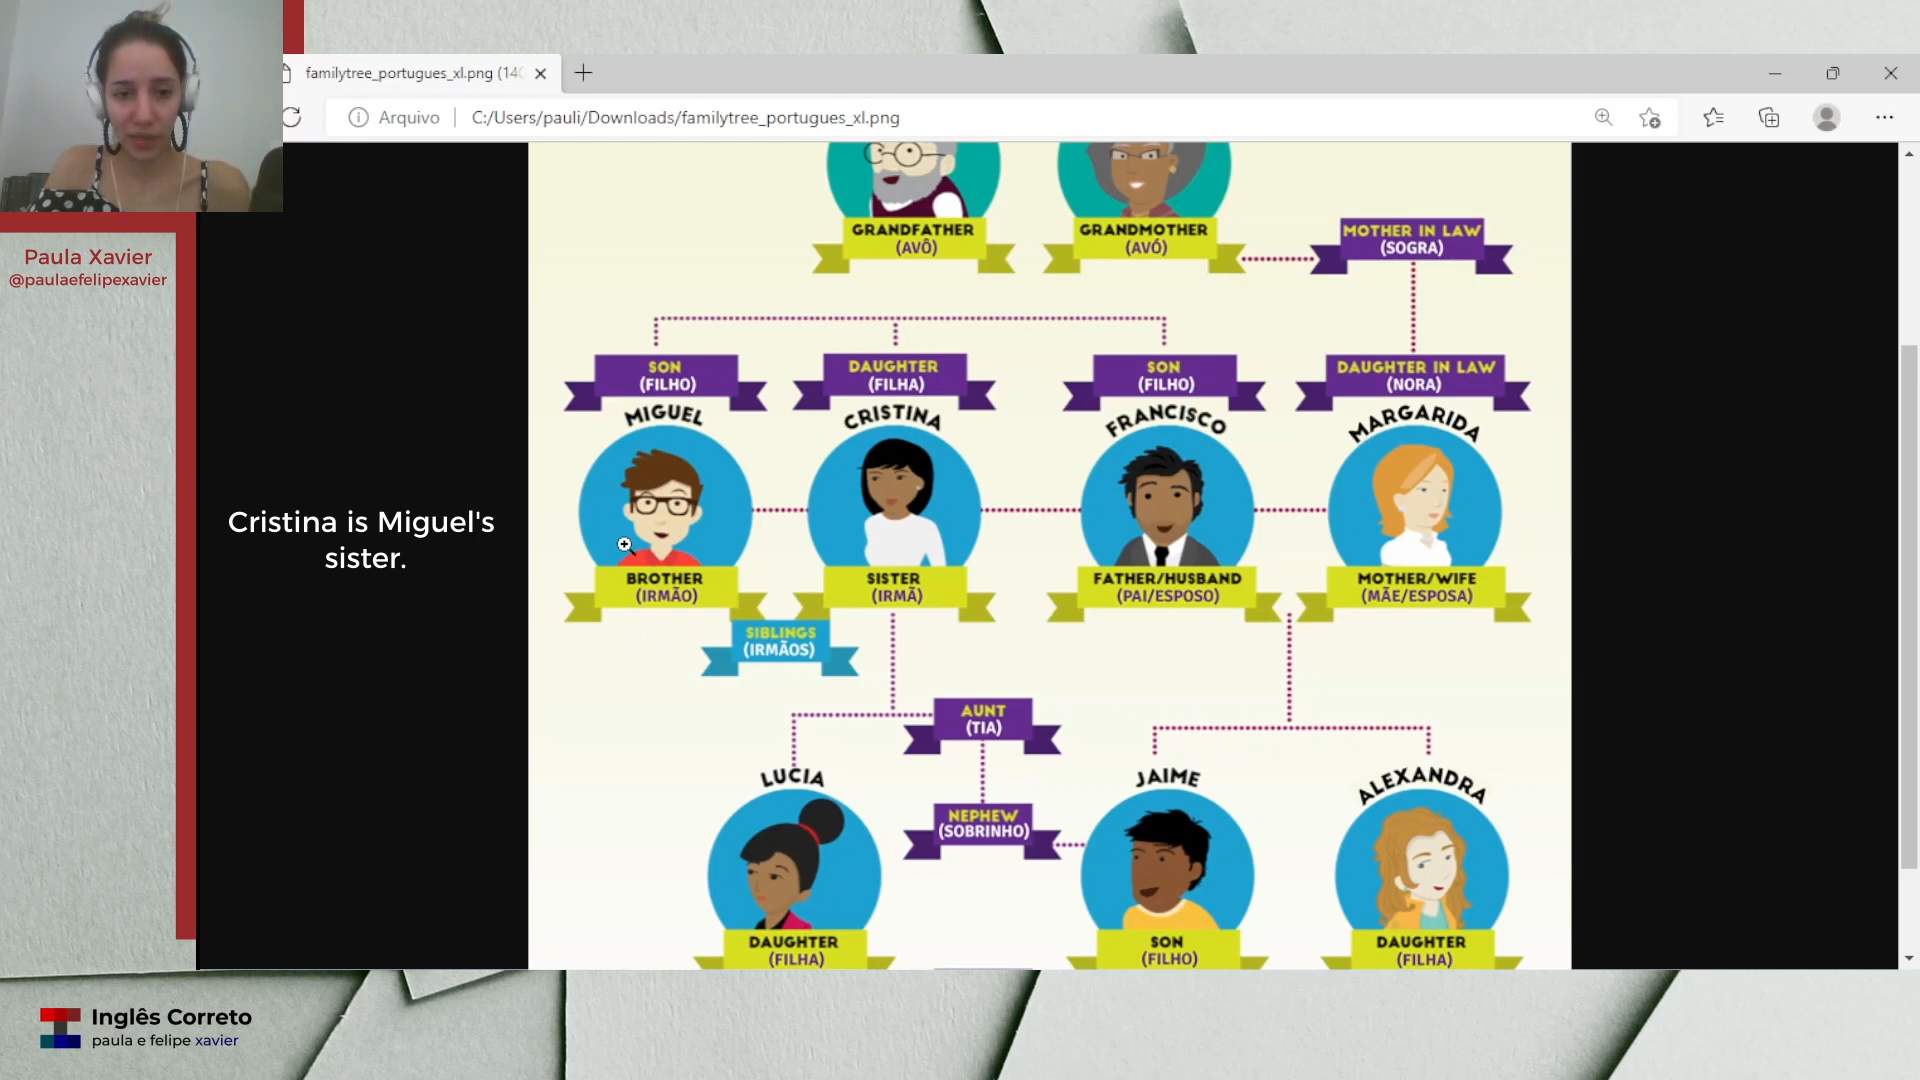 familytree_portugues_xl.png (140
Arquivo
C:/Users/pauli/Downloads/familytree_portugues_xl.png
Paula Xavier
@paulaefelipexavier
Cristina is Miguel's
sister.
GRANDFATHER
(AVÔ)
GRANDMOTHER
(AVÓ)
MOTHER IN LAW
(SOGRA)
SON
(FILHO)
DAUGHTER
(FILHA)
SON
(FILHO)
DAUGHTER IN LAW
(NORA)
MIGUEL
CRISTINA
FRANCISCO
MARGARIDA
BROTHER
(IRMÃO)
SISTER
(IRMÃ)
FATHER/HUSBAND
(PAI/ESPOSO)
MOTHER/WIFE
(MÃE/ESPOSA)
SIBLINGS
(IRMÃOS)
AUNT
(TIA)
NEPHEW
(SOBRINHO)
LUCIA
JAIME
ALEXANDRA
DAUGHTER
(FILHA)
SON
(FILHO)
DAUGHTER
(FILHA)
Inglês Correto
paula e felipe xavier